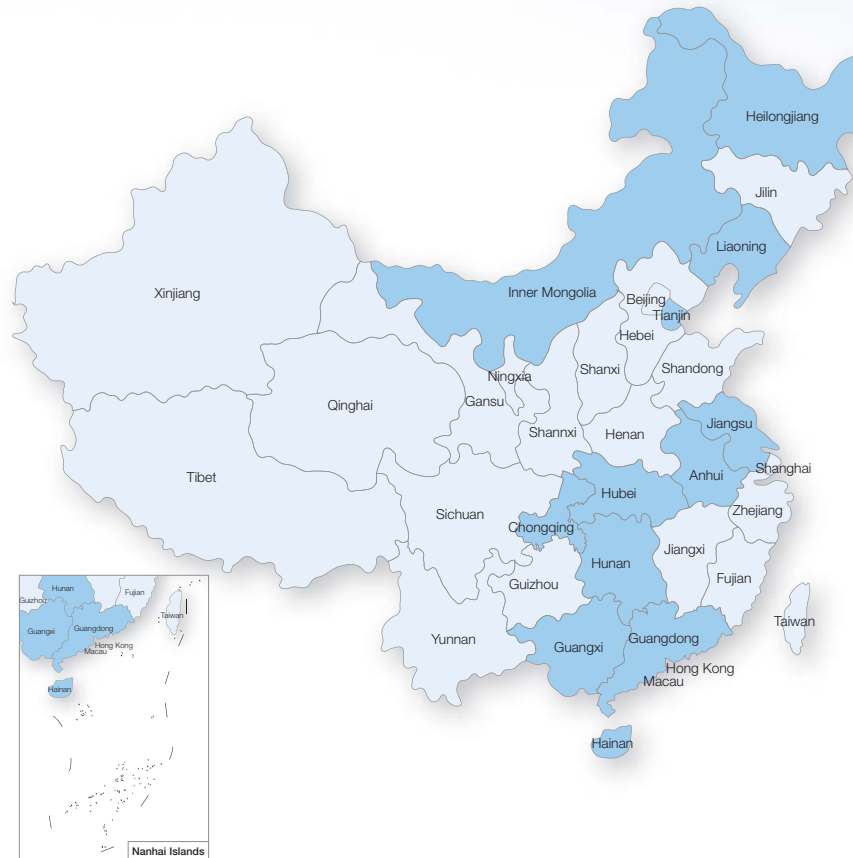 Heilongjiang
Jilin
Liaoning
Inner Mongolia
Xinjiang
Beijing
Tianjin
Hebei
Shanxi
Shandong
Ningxia
Gansu
Qinghai
Shannxi
Henan
Jiangsu
Tibet
Anhui
Shanghai
Hubei
Sichuan
Zhejiang
Chongqing
Hunan
Jiangxi
Guizhou
Fujian
Taiwan
Yunnan
Guangxi
Guangdong
Hong Kong
Macau
Hainan
Hunan
Fujian
Guizhou
Taiwan
Guangxi
Guangdong
Hong Kong
Macau
Hainan
Nanhai Islands